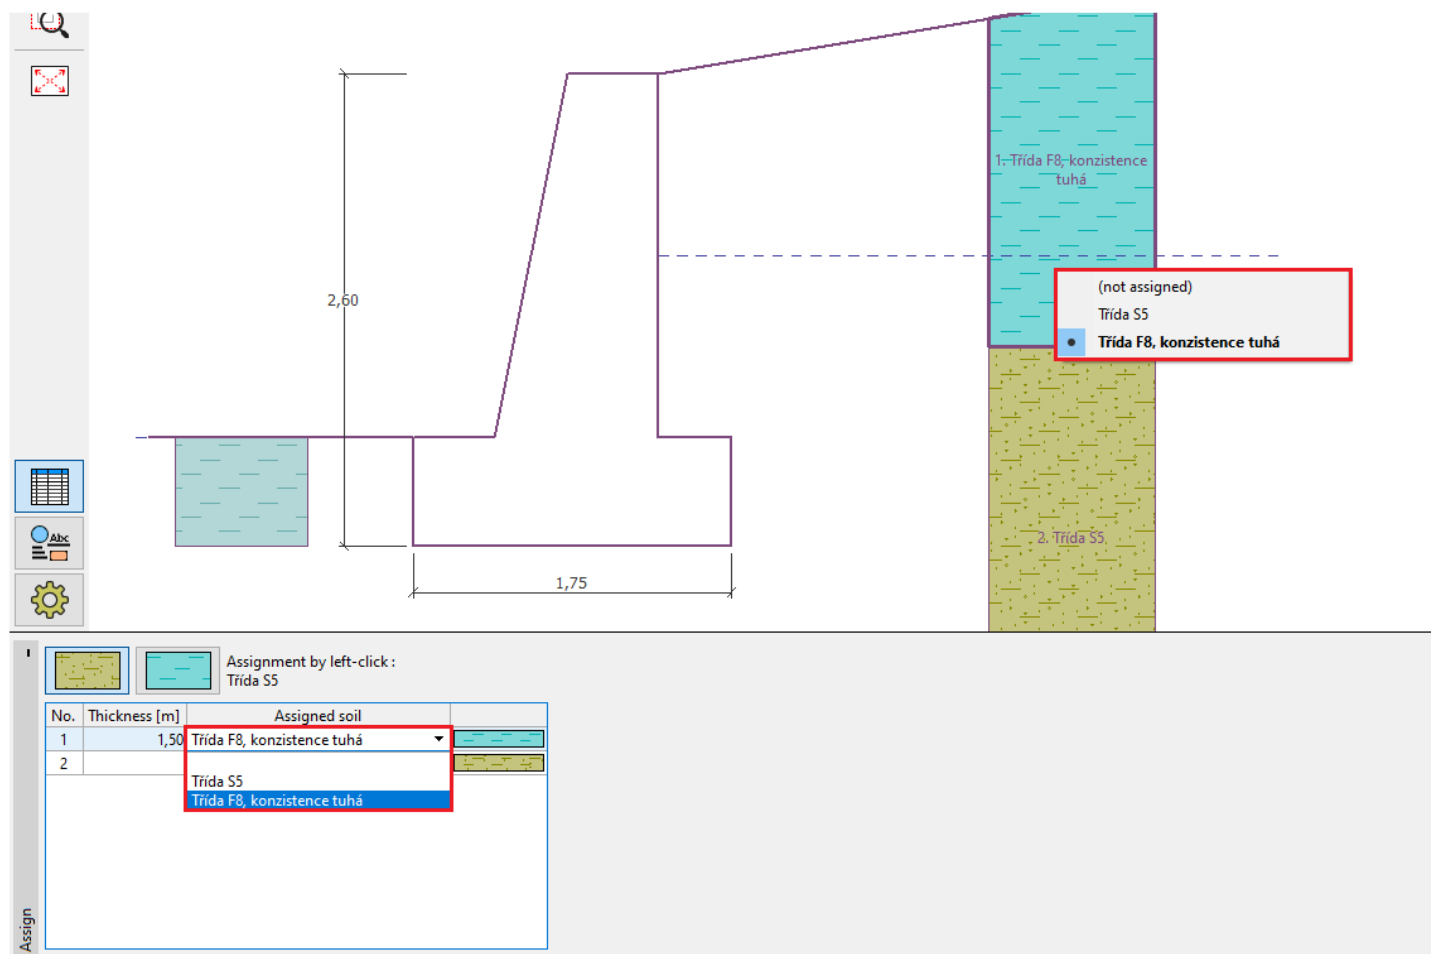 1. Třída F8, konzistence
tuhá
(not assigned)
Třída S5
Třída F8, konzistence tuhá
2,60
Abc
2. Třída S5
1,75
Assignment by left-click :
Třída S5
No. Thickness [m] Assigned soil
1 1,50 Třída F8, konzistence tuhá
2
Třída S5
Třída F8, konzistence tuhá
Assign